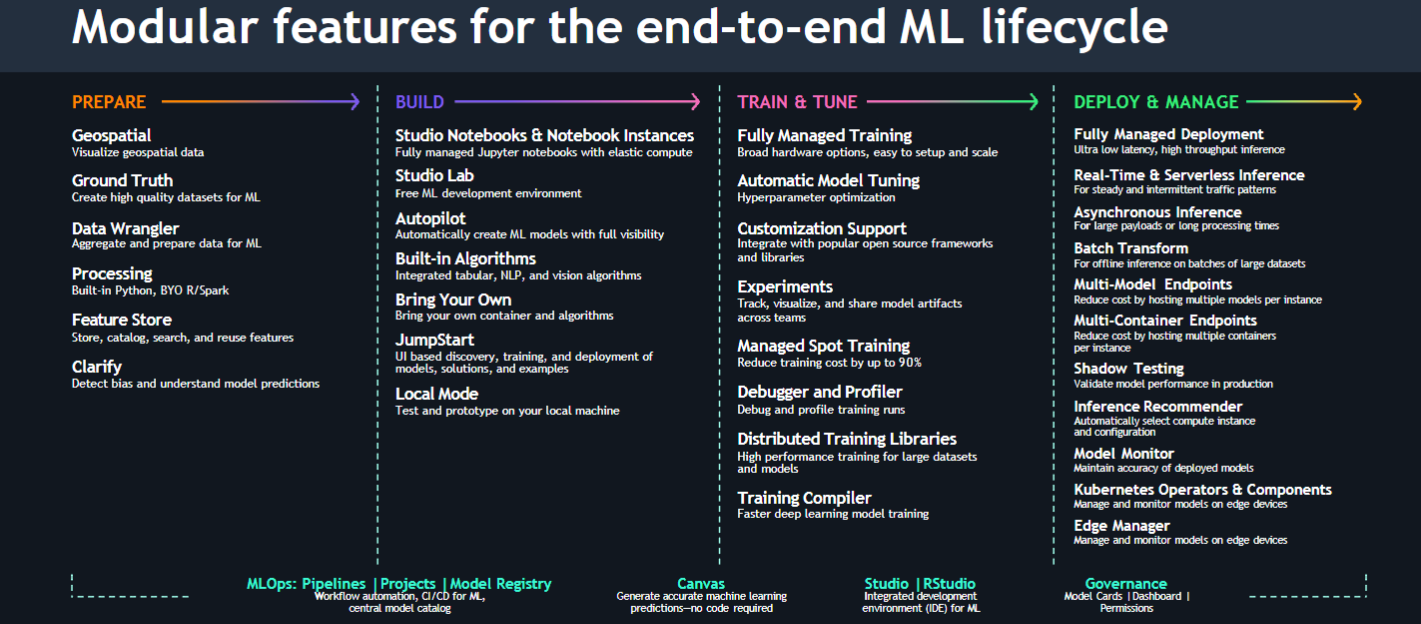 Modular features for the end-to-end ML lifecycle
PREPARE
Geospatial
Visualize geospatial data
Ground Truth
Create high quality datasets for ML
Data Wrangler
Aggregate and prepare data for ML
Processing
Built-in Python, BYO R/Spark
Feature Store
Store, catalog, search, and reuse features
Clarify
Detect bias and understand model predictions
BUILD
Studio Notebooks & Notebook Instances
Fully managed Jupyter notebooks with elastic compute
Studio Lab
Free ML development environment
Autopilot
Automatically create ML models with full visibility
Built-in Algorithms
Integrated tabular, NLP, and vision algorithms
Bring Your Own
Bring your own container and algorithms
JumpStart
UI based discovery, training, and deployment of
models, solutions, and examples
Local Mode
Test and prototype on your local machine
TRAIN & TUNE
Fully Managed Training
Broad hardware options, easy to setup and scale
Automatic Model Tuning
Hyperparameter optimization
Customization Support
Integrate with popular open source frameworks
and libraries
Experiments
Track, visualize, and share model artifacts
across teams
Managed Spot Training
Reduce training cost by up to 90%
Debugger and Profiler
Debug and profile training runs
Distributed Training Libraries
High performance training for large datasets
and models
Training Compiler
Faster deep learning model training
DEPLOY & MANAGE
Fully Managed Deployment
Ultra low latency, high throughput inference
Real-Time & Serverless Inference
For steady and intermittent traffic patterns
Asynchronous Inference
For large payloads or long processing times
Batch Transform
For offline inference on batches of large datasets
Multi-Model Endpoints
Reduce cost by hosting multiple models per instance
Multi-Container Endpoints
Reduce cost by hosting multiple containers
per instance
Shadow Testing
Validate model performance in production
Inference Recommender
Automatically select compute instance
and configuration
Model Monitor
Maintain accuracy of deployed models
Kubernetes Operators & Components
Manage and monitor models on edge devices
Edge Manager
Manage and monitor models on edge devices
MLOps: Pipelines | Projects | Model Registry
Workflow automation, CI/CD for ML,
central model catalog
Canvas
Generate accurate machine learning
predictions—no code required
Studio | RStudio
Integrated development
environment (IDE) for ML
Governance
Model Cards | Dashboard |
Permissions